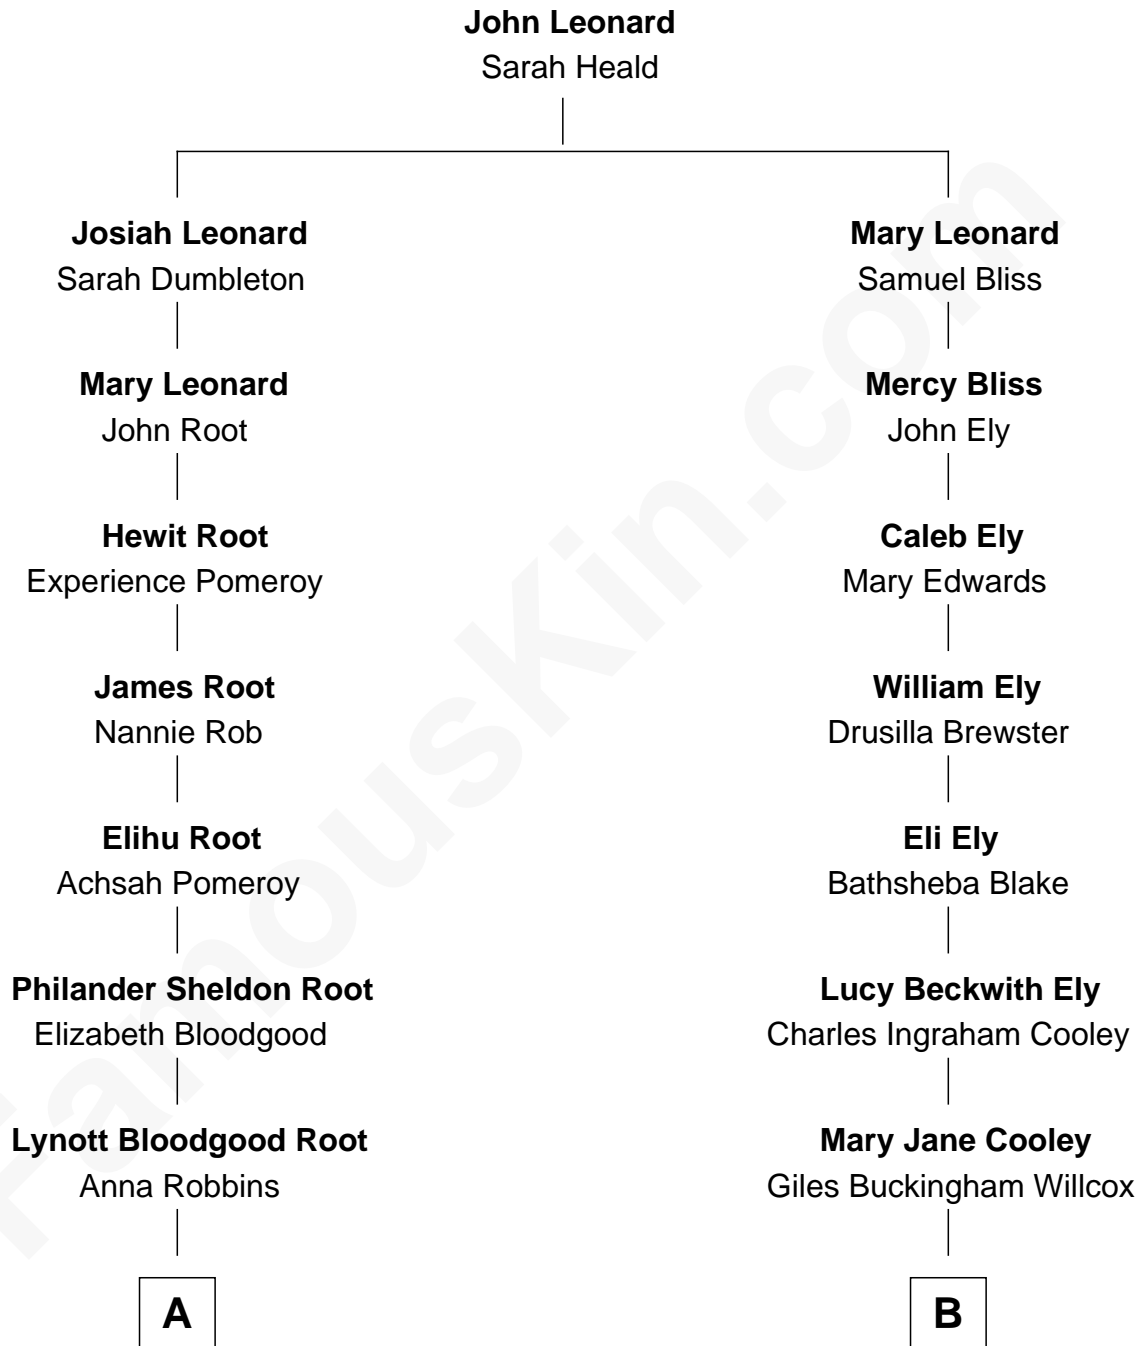 John Leonard
Sarah Heald
Josiah Leonard
Sarah Dumbleton
Mary Leonard
Samuel Bliss
Mary Leonard
John Root
Mercy Bliss
John Ely
Hewit Root
Experience Pomeroy
Caleb Ely
Mary Edwards
James Root
Nannie Rob
William Ely
Drusilla Brewster
Elihu Root
Achsah Pomeroy
Eli Ely
Bathsheba Blake
Philander Sheldon Root
Elizabeth Bloodgood
Lucy Beckwith Ely
Charles Ingraham Cooley
Lynott Bloodgood Root
Anna Robbins
Mary Jane Cooley
Giles Buckingham Willcox
A
B
FamousKin.com